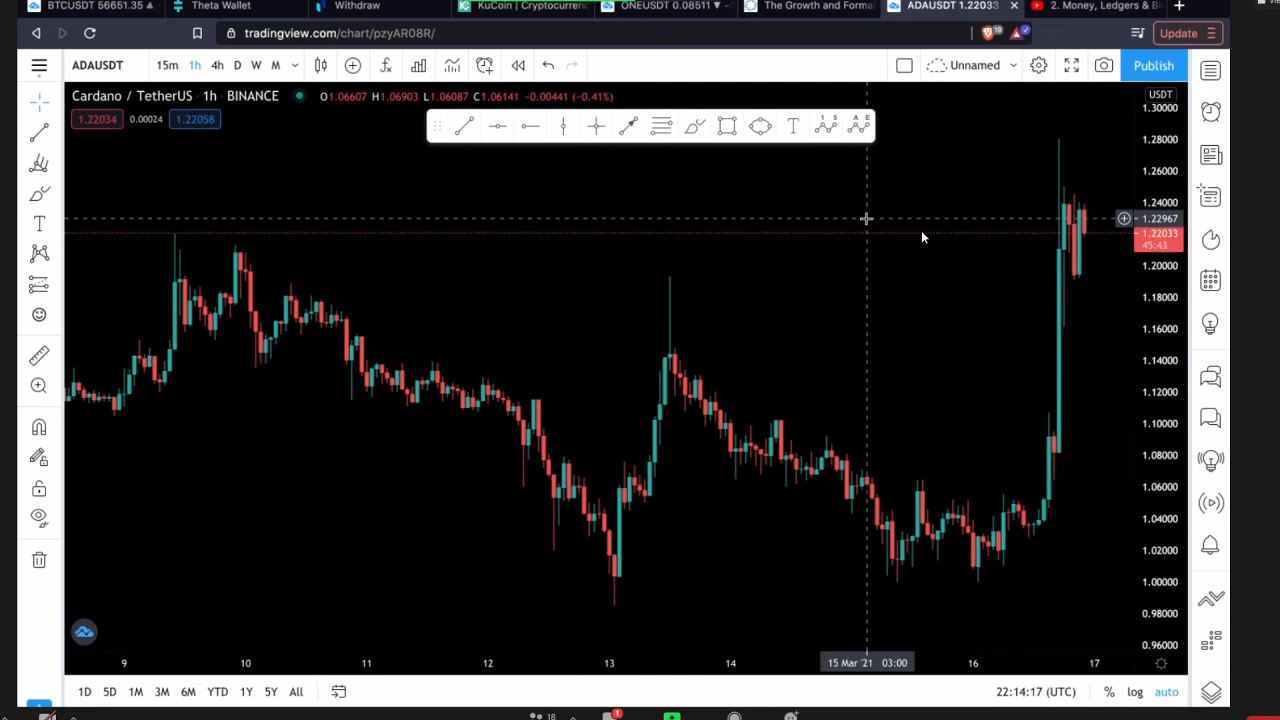 BTCUSDT 56651.35 ▲
Theta Wallet
Withdraw
KuCoin | Cryptocurrenc
ONEUSDT 0.08511 ▼
The Growth and Formal
ADAUSDT 1.22033
2. Money, Ledgers & Bi
tradingview.com/chart/pzyAR08R/
19
Update
ADAUSDT
15m 1h 4h D W M
Unnamed
Publish
Cardano / TetherUS · 1h · BINANCE
O1.06607 H1.06903 L1.06087 C1.06141 -0.00441 (-0.41%)
1.22034 0.00024 1.22058
USDT
1.30000
1.28000
1.26000
1.24000
1.22967
1.22033
45:43
1.20000
1.18000
1.16000
1.14000
1.12000
1.10000
1.08000
1.06000
1.04000
1.02000
1.00000
0.98000
0.96000
9 10 11 12 13 14 15 Mar '21 03:00 16 17
1D 5D 1M 3M 6M YTD 1Y 5Y All
22:14:17 (UTC)
% log auto
18
1